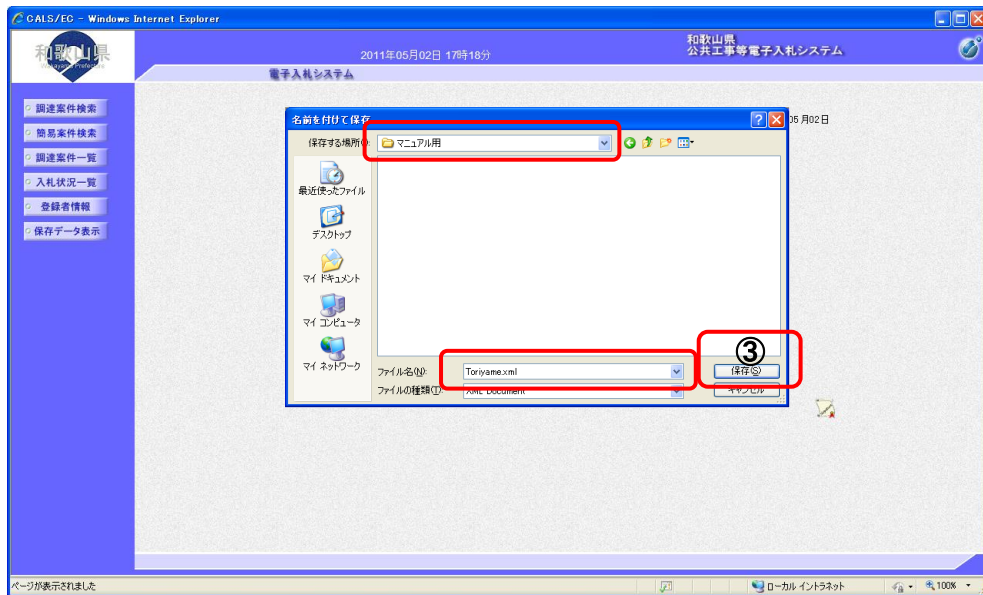 CALS/EC - Windows Internet Explorer
和歌山県
Wakayama Prefecture
2011年05月02日 17時18分
和歌山県
公共工事等電子入札システム
電子入札システム
調達案件検索
簡易案件検索
調達案件一覧
入札状況一覧
登録者情報
保存データ表示
名前を付けて保存
05月02日
保存する場所(I):
マニュアル用
最近使ったファイル
デスクトップ
マイ ドキュメント
マイ コンピュータ
マイ ネットワーク
③
ファイル名(N):
Toriyame.xml
保存(S)
ファイルの種類(T):
XML Document
キャンセル
ページが表示されました
ローカル イントラネット
100%